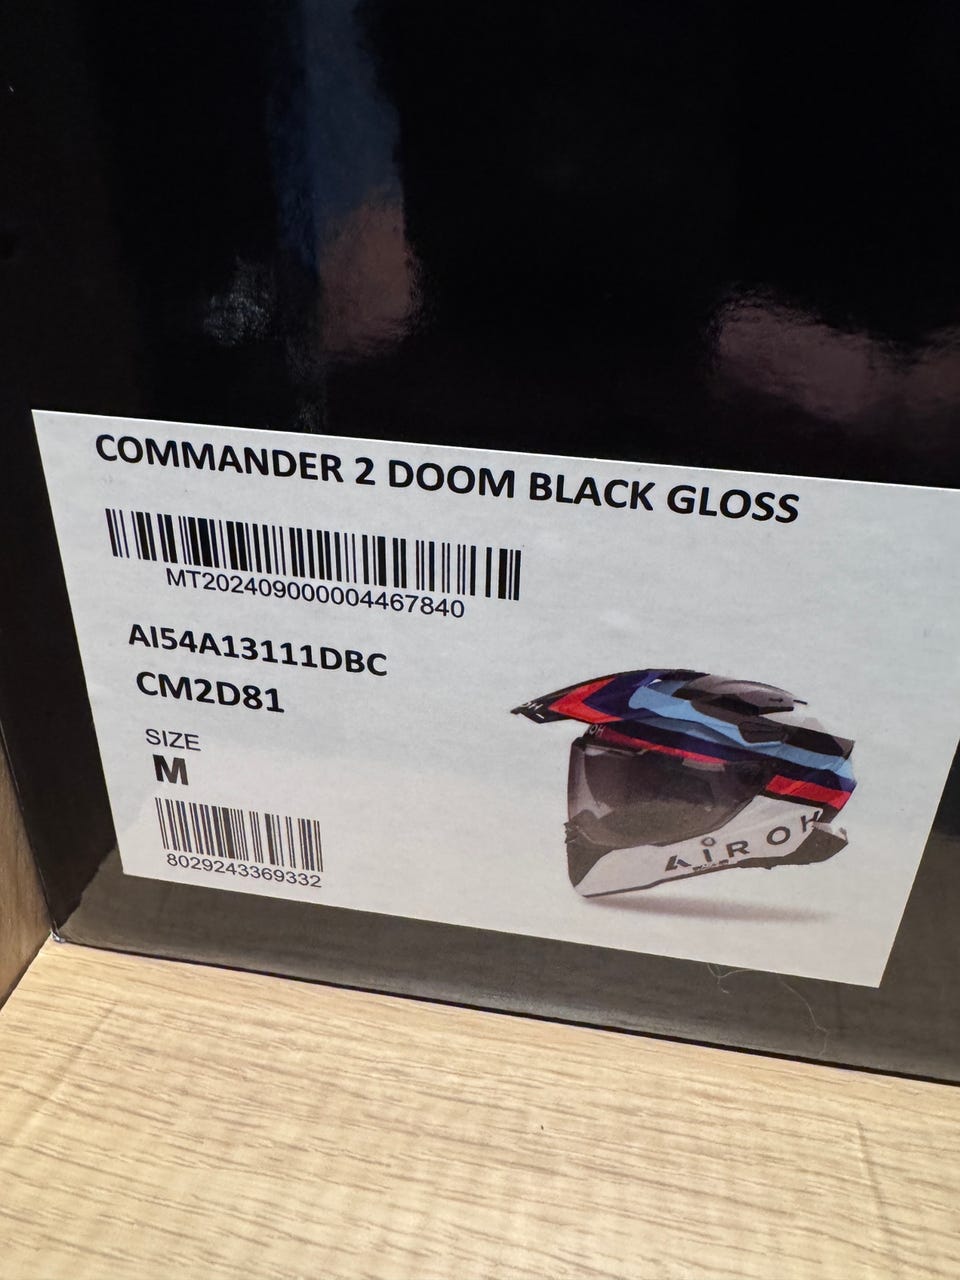 COMMANDER 2 DOOM BLACK GLOSS
MT202409000004467840
AI54A13111DBC
CM2D81
SIZE
M
8029243369332
AIROH